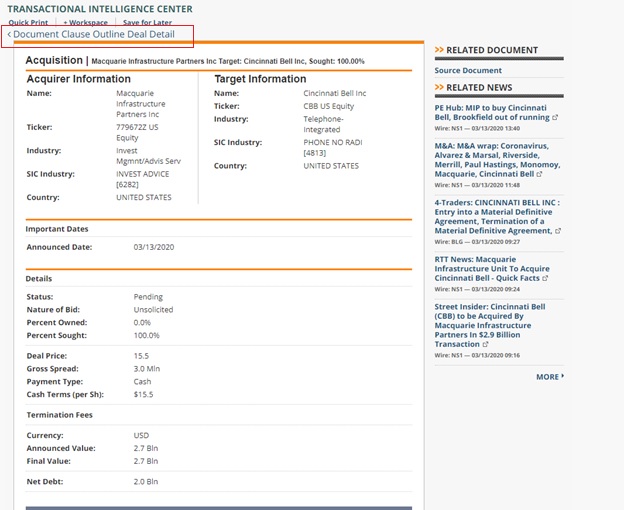 TRANSACTIONAL INTELLIGENCE CENTER
Quick Print + Workspace Save for Later
‹ Document Clause Outline Deal Detail
Acquisition | Macquarie Infrastructure Partners Inc Target: Cincinnati Bell Inc, Sought: 100.00%
Acquirer Information
Name: Macquarie
Infrastructure
Partners Inc
Ticker: 779672Z US
Equity
Industry: Invest
Mgmnt/Advis Serv
SIC Industry: INVEST ADVICE
[6282]
Country: UNITED STATES
Target Information
Name: Cincinnati Bell Inc
Ticker: CBB US Equity
Industry: Telephone-
Integrated
SIC Industry: PHONE NO RADI
[4813]
Country: UNITED STATES
Important Dates
Announced Date: 03/13/2020
Details
Status: Pending
Nature of Bid: Unsolicited
Percent Owned: 0.0%
Percent Sought: 100.0%
Deal Price: 15.5
Gross Spread: 3.0 Mln
Payment Type: Cash
Cash Terms (per Sh): $15.5
Termination Fees
Currency: USD
Announced Value: 2.7 Bln
Final Value: 2.7 Bln
Net Debt: 2.0 Bln
RELATED DOCUMENT
Source Document
RELATED NEWS
PE Hub: MIP to buy Cincinnati
Bell, Brookfield out of running
Wire: NS1 — 03/13/2020 13:40
M&A: M&A wrap: Coronavirus,
Alvarez & Marsal, Riverside,
Merrill, Paul Hastings, Monomoy,
Macquarie, Cincinnati Bell
Wire: NS1 — 03/13/2020 11:48
4-Traders: CINCINNATI BELL INC :
Entry into a Material Definitive
Agreement, Termination of a
Material Definitive Agreement,
Wire: BLG — 03/13/2020 09:27
RTT News: Macquarie
Infrastructure Unit To Acquire
Cincinnati Bell - Quick Facts
Wire: NS1 — 03/13/2020 09:24
Street Insider: Cincinnati Bell
(CBB) to be Acquired By
Macquarie Infrastructure
Partners In $2.9 Billion
Transaction
Wire: NS1 — 03/13/2020 09:16
MORE